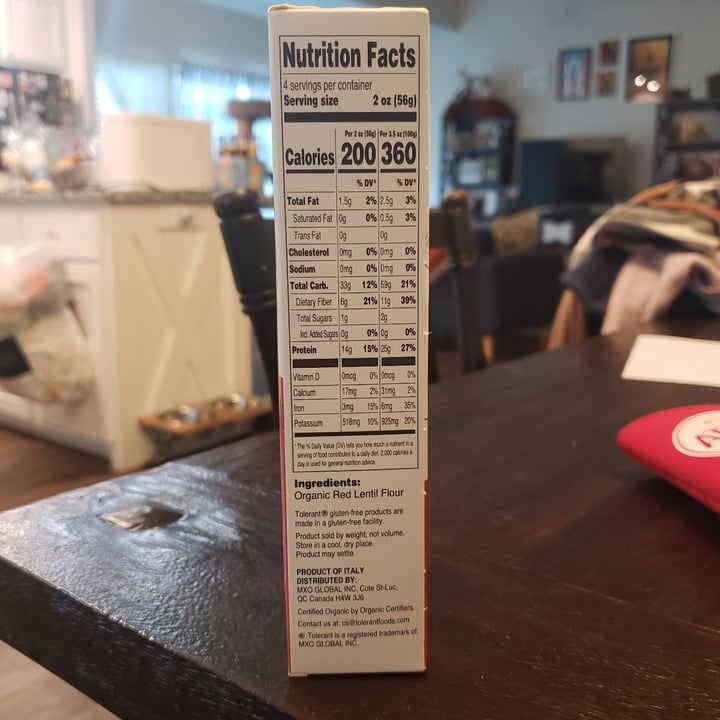 Nutrition Facts
4 servings per container
Serving size 2 oz (56g)
Per 2 oz (56g) Per 3.5 oz (100g)
Calories 200 360
% DV* % DV*
Total Fat 1.5g 2% 2.5g 3%
Saturated Fat 0g 0% 0.5g 3%
Trans Fat 0g 0g
Cholesterol 0mg 0% 0mg 0%
Sodium 0mg 0% 0mg 0%
Total Carb. 33g 12% 59g 21%
Dietary Fiber 6g 21% 11g 39%
Total Sugars 1g 2g
Incl. Added Sugars 0g 0% 0g 0%
Protein 14g 15% 25g 27%
Vitamin D 0mcg 0% 0mcg 0%
Calcium 17mg 2% 31mg 2%
Iron 3mg 15% 6mg 35%
Potassium 518mg 10% 925mg 20%
*The % Daily Value (DV) tells you how much a nutrient in a
serving of food contributes to a daily diet. 2,000 calories a
day is used for general nutrition advice.
Ingredients:
Organic Red Lentil Flour
Tolerant® gluten-free products are
made in a gluten-free facility.
Product sold by weight, not volume.
Store in a cool, dry place.
Product may settle.
PRODUCT OF ITALY
DISTRIBUTED BY:
MXO GLOBAL INC. Cote St-Luc,
QC Canada H4W 3J6
Certified Organic by Organic Certifiers.
Contact us at: cs@tolerantfoods.com
®: Tolerant is a registered trademark of:
MXO GLOBAL INC.